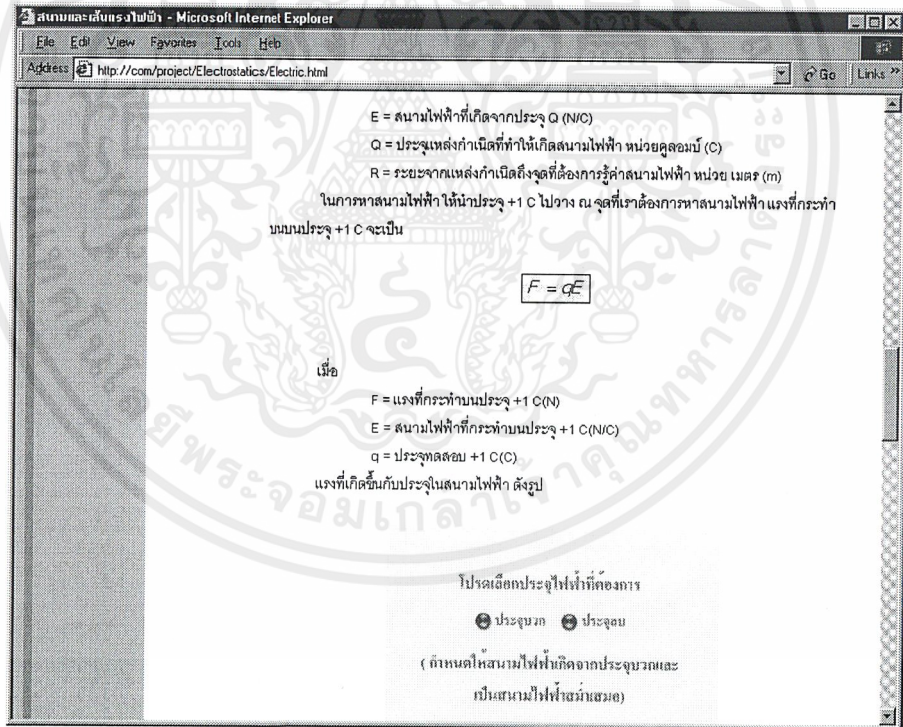 สนามและเส้นแรงไฟฟ้า - Microsoft Internet Explorer
File Edit View Favorites Tools Help
Address http://com/project/Electrostatics/Electric.html Go Links »
E = สนามไฟฟ้าที่เกิดจากประจุ Q (N/C)
Q = ประจุแหล่งกำเนิดที่ทำให้เกิดสนามไฟฟ้า หน่วยคูลอมบ์ (C)
R = ระยะจากแหล่งกำเนิดถึงจุดที่ต้องการรู้ค่าสนามไฟฟ้า หน่วย เมตร (m)
ในการหาสนามไฟฟ้า ให้นำประจุ +1 C ไปวาง ณ จุดที่เราต้องการหาสนามไฟฟ้า แรงที่กระทำ
บนบนประจุ +1 C จะเป็น
F = qE
เมื่อ
F = แรงที่กระทำบนประจุ +1 C(N)
E = สนามไฟฟ้าที่กระทำบนประจุ +1 C(N/C)
q = ประจุทดสอบ +1 C(C)
แรงที่เกิดขึ้นกับประจุในสนามไฟฟ้า ดังรูป
โปรดเลือกประจุไฟฟ้าที่ต้องการ
ประจุบวก ประจุลบ
( กำหนดให้สนามไฟฟ้าเกิดจากประจุบวกและ
เป็นสนามไฟฟ้าสม่ำเสมอ)